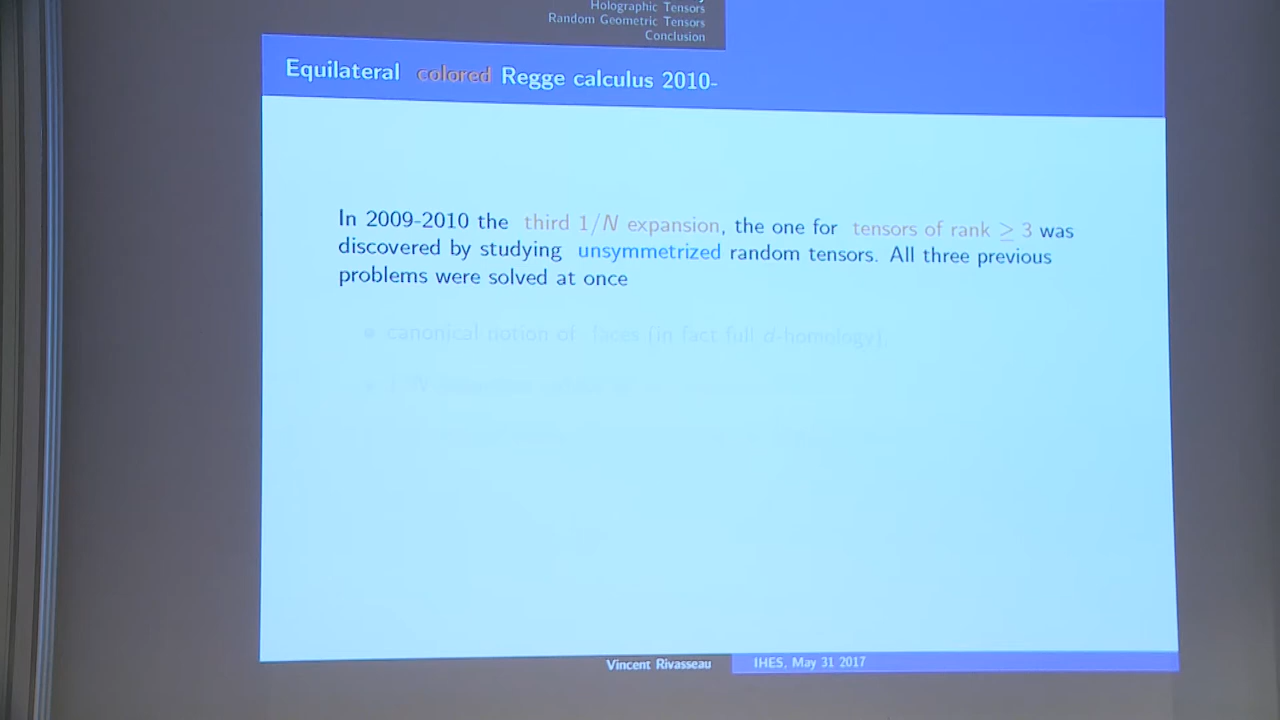 Holographic Tensors
Random Geometric Tensors
Conclusion
Equilateral colored Regge calculus 2010-
In 2009-2010 the third 1/N expansion, the one for tensors of rank ≥ 3 was
discovered by studying unsymmetrized random tensors. All three previous
problems were solved at once
canonical notion of faces (in fact full d-homology),
Vincent Rivasseau
IHES, May 31 2017